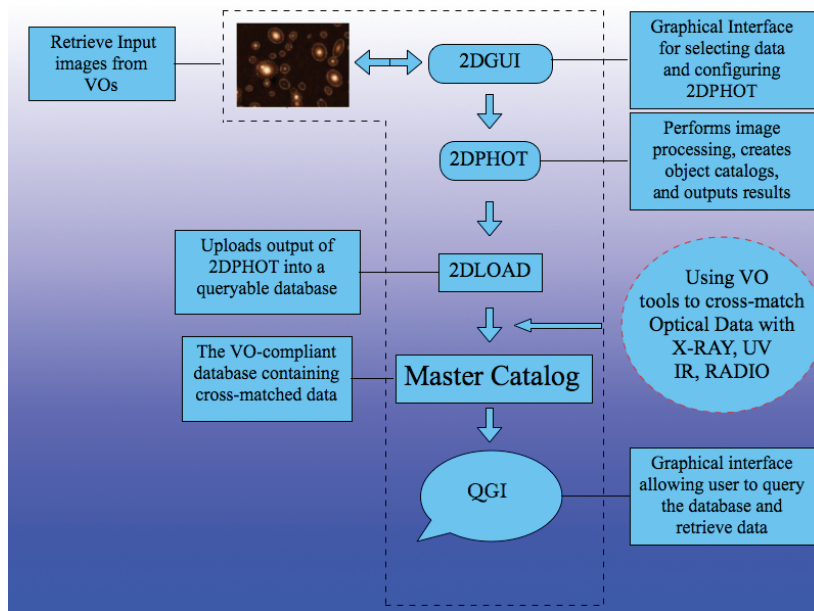 Retrieve Input
images from
VOs
2DGUI
Graphical Interface
for selecting data
and configuring
2DPHOT
2DPHOT
Performs image
processing, creates
object catalogs,
and outputs results
Uploads output of
2DPHOT into a
queryable database
2DLOAD
Using VO
tools to cross-match
Optical Data with
X-RAY, UV
IR, RADIO
The VO-compliant
database containing
cross-matched data
Master Catalog
QGI
Graphical interface
allowing user to query
the database and
retrieve data